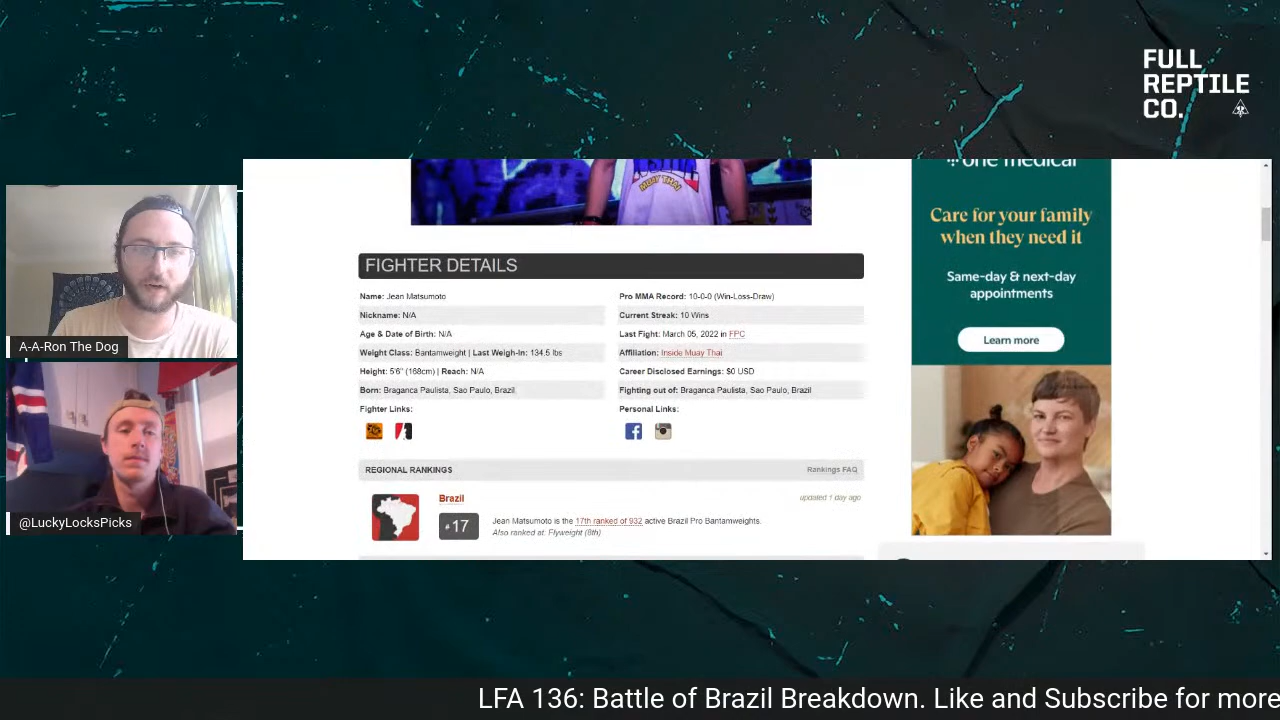 FULL
REPTILE
CO.
one medical
JUSTICE
MUAY THAI
Care for your family
when they need it
Same-day & next-day
appointments
Learn more
FIGHTER DETAILS
Name: Jean Matsumoto
Pro MMA Record: 10-0-0 (Win-Loss-Draw)
Nickname: N/A
Current Streak: 10 Wins
Age & Date of Birth: N/A
Last Fight: March 05, 2022 in FPC
Weight Class: Bantamweight | Last Weigh-In: 134.5 lbs
Affiliation: Inside Muay Thai
Height: 5'6" (168cm) | Reach: N/A
Career Disclosed Earnings: $0 USD
Born: Braganca Paulista, Sao Paulo, Brazil
Fighting out of: Braganca Paulista, Sao Paulo, Brazil
Fighter Links:
Personal Links:
REGIONAL RANKINGS
Rankings FAQ
Brazil
updated 1 day ago
#17
Jean Matsumoto is the 17th ranked of 932 active Brazil Pro Bantamweights.
Also ranked at: Flyweight (8th)
A-A-Ron The Dog
@LuckyLocksPicks
LFA 136: Battle of Brazil Breakdown. Like and Subscribe for more